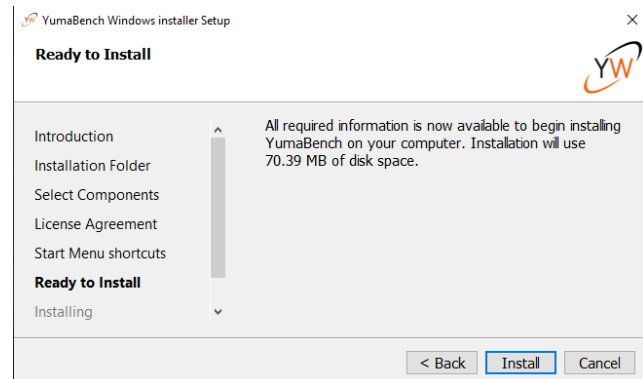 YumaBench Windows installer Setup
Ready to Install
YW
Introduction
Installation Folder
Select Components
License Agreement
Start Menu shortcuts
Ready to Install
Installing
All required information is now available to begin installing
YumaBench on your computer. Installation will use
70.39 MB of disk space.
< Back
Install
Cancel